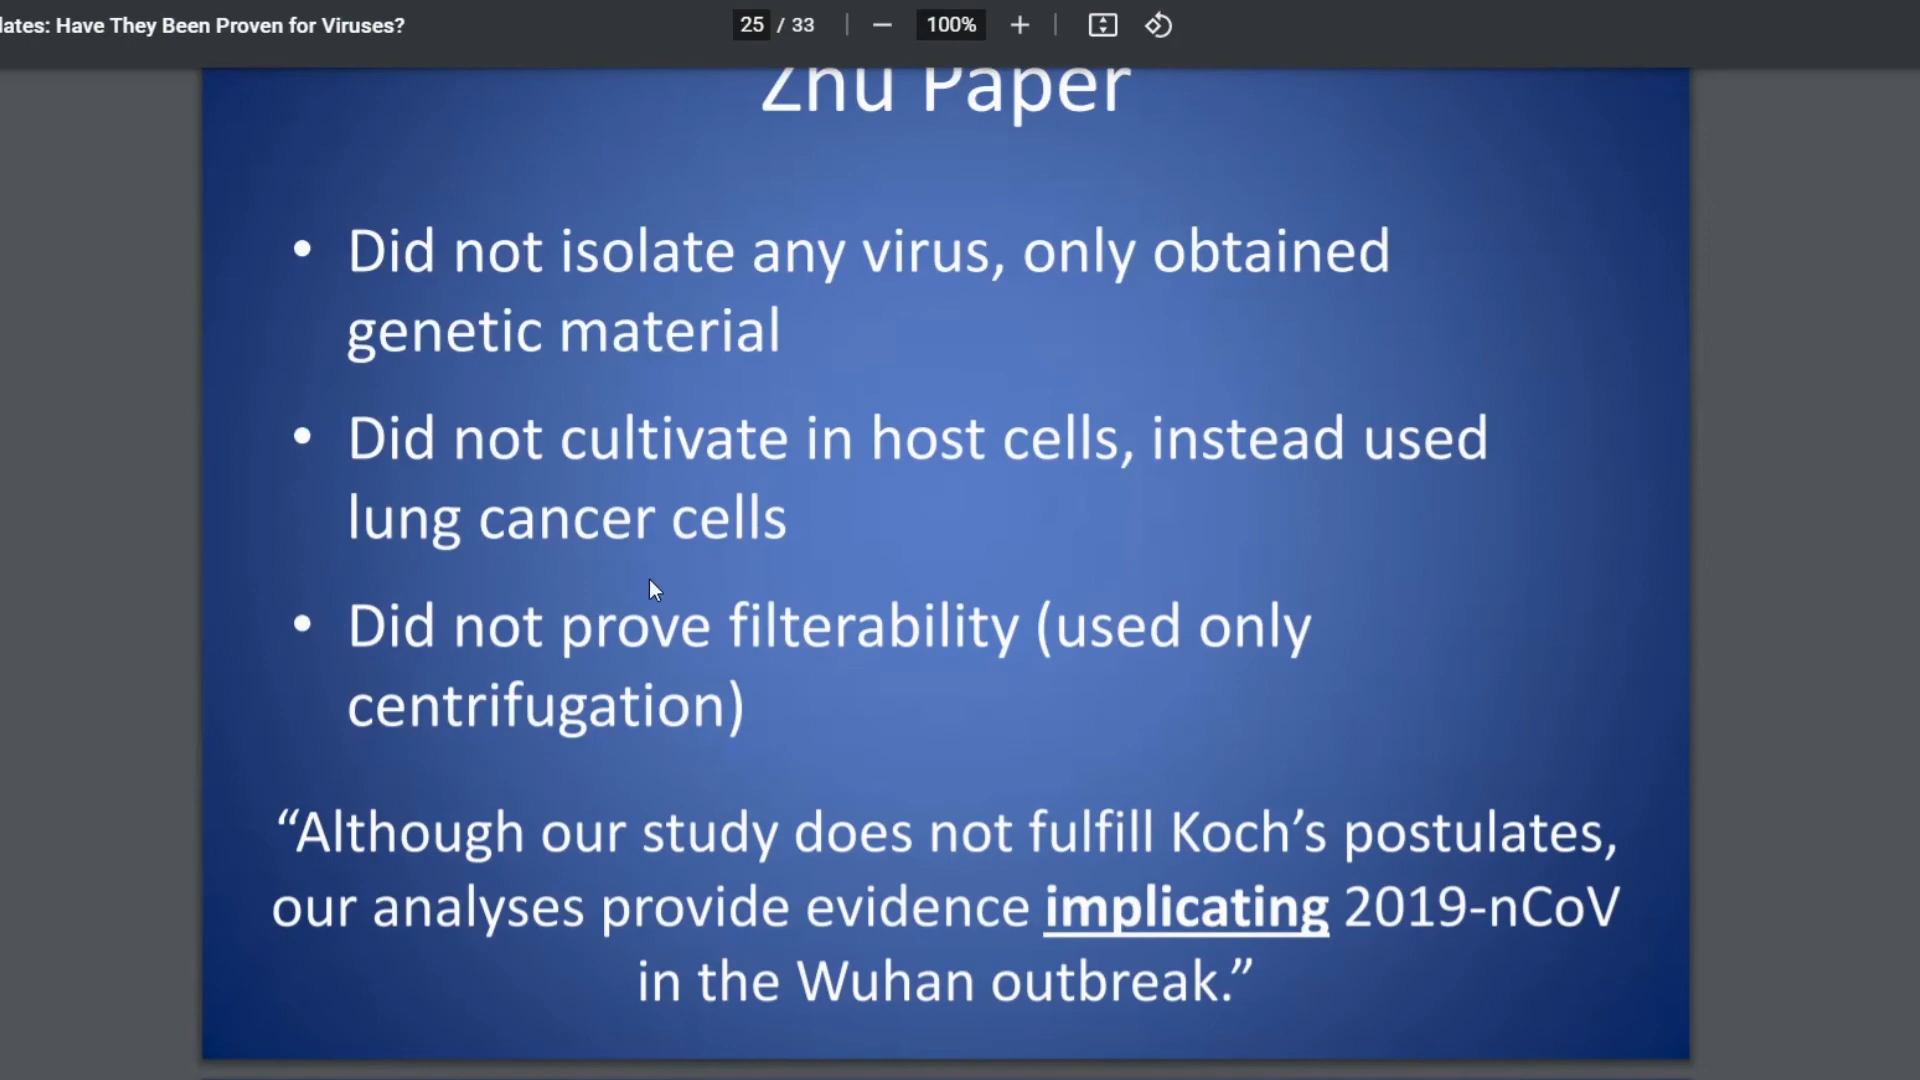 lates: Have They Been Proven for Viruses?
25 / 33
100%
Zhu Paper
• Did not isolate any virus, only obtained
genetic material
• Did not cultivate in host cells, instead used
lung cancer cells
• Did not prove filterability (used only
centrifugation)
“Although our study does not fulfill Koch’s postulates,
our analyses provide evidence implicating 2019-nCoV
in the Wuhan outbreak.”